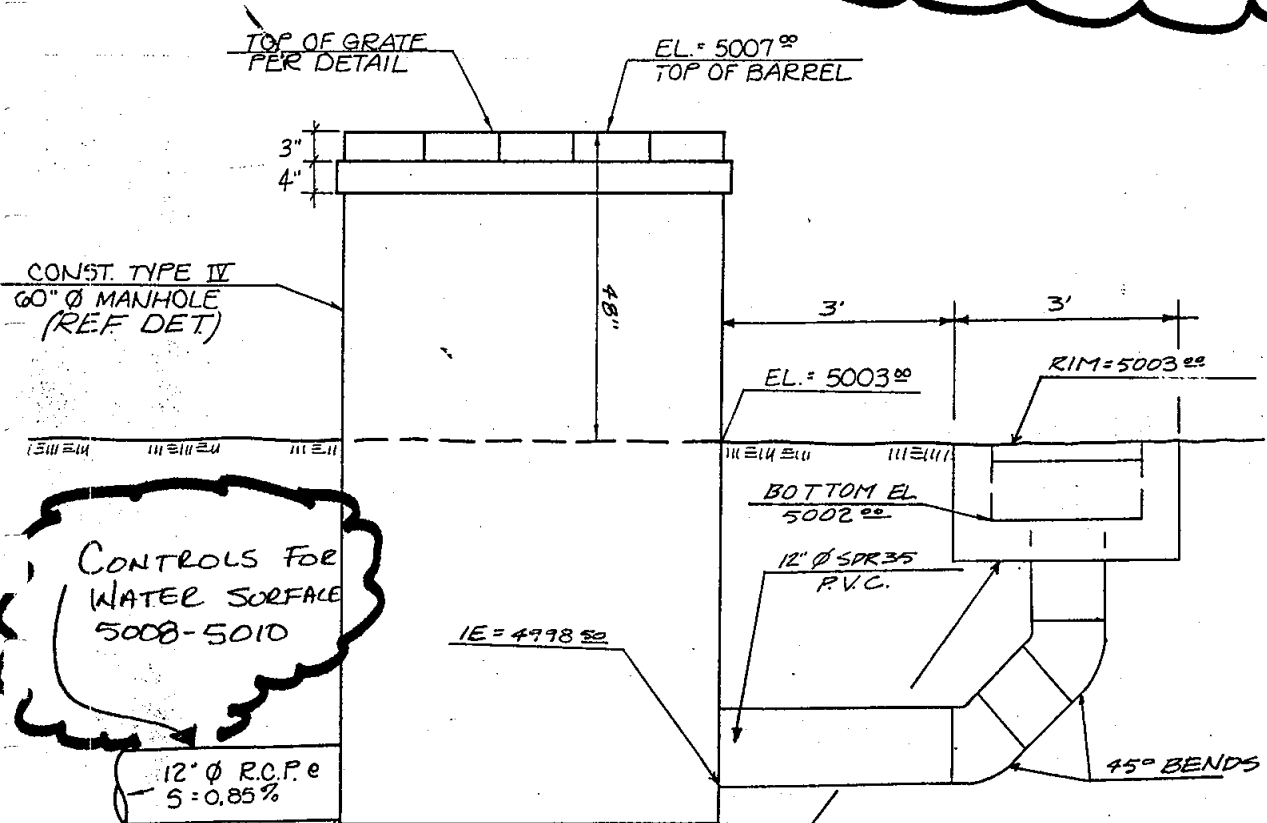 TOP OF GRATE
PER DETAIL
EL.= 5007.00
TOP OF BARREL
3"
4"
CONST. TYPE IV
60" Ø MANHOLE
(REF. DET.)
48"
3'
3'
EL.= 5003.00
RIM=5003.00
BOTTOM EL.
5002.00
CONTROLS FOR
WATER SURFACE
5008-5010
12" Ø SDR35
P.V.C.
IE = 4998.50
12" Ø R.C.P. @
S=0.85%
45° BENDS